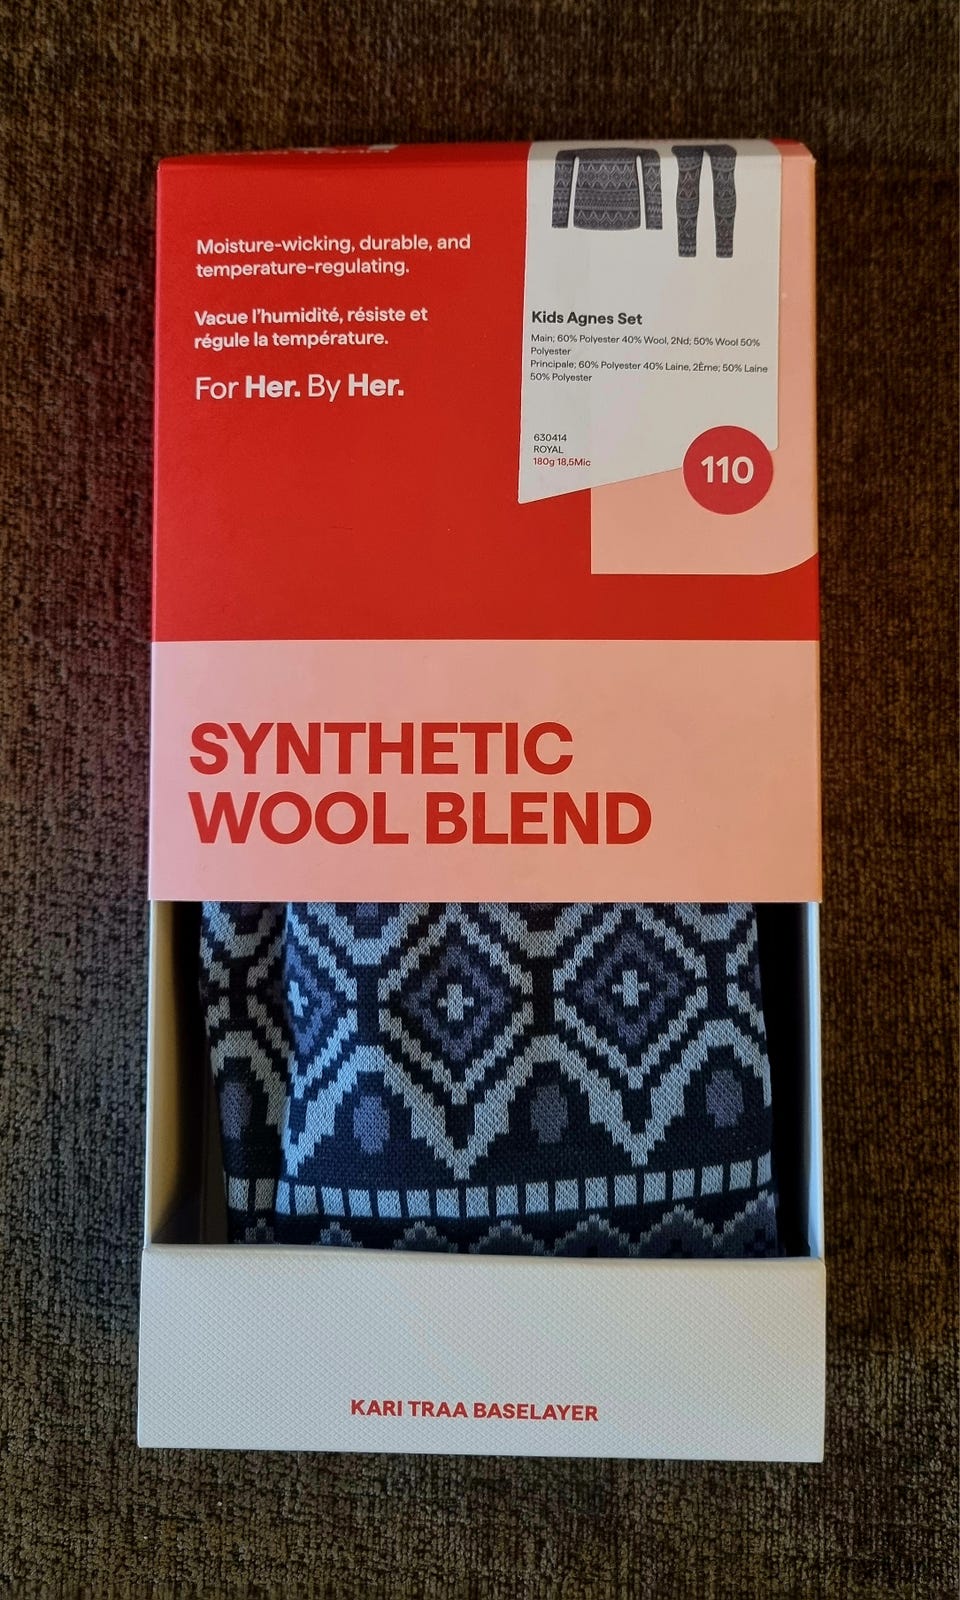 Moisture-wicking, durable, and
temperature-regulating.
Vacue l'humidité, résiste et
régule la température.
For Her. By Her.
Kids Agnes Set
Main; 60% Polyester 40% Wool, 2Nd; 50% Wool 50%
Polyester
Principale; 60% Polyester 40% Laine, 2Ème; 50% Laine
50% Polyester
630414
ROYAL
180g 18,5Mic
110
SYNTHETIC
WOOL BLEND
KARI TRAA BASELAYER